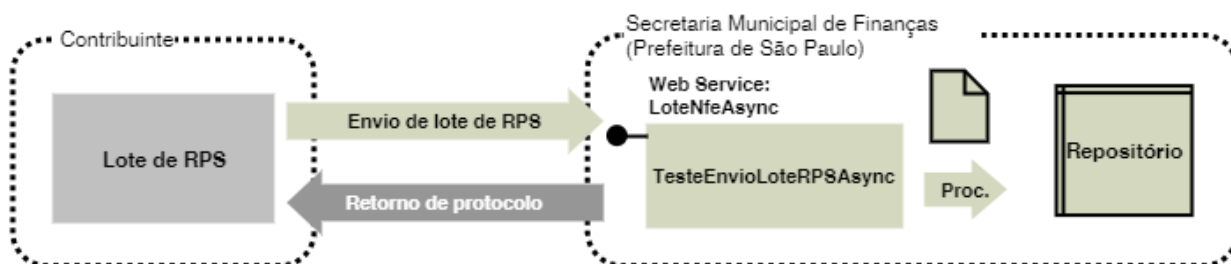 Contribuinte
Secretaria Municipal de Finanças
(Prefeitura de São Paulo)
Web Service:
LoteNfeAsync
Envio de lote de RPS
Lote de RPS
TesteEnvioLoteRPSAsync
Repositório
Proc.
Retorno de protocolo